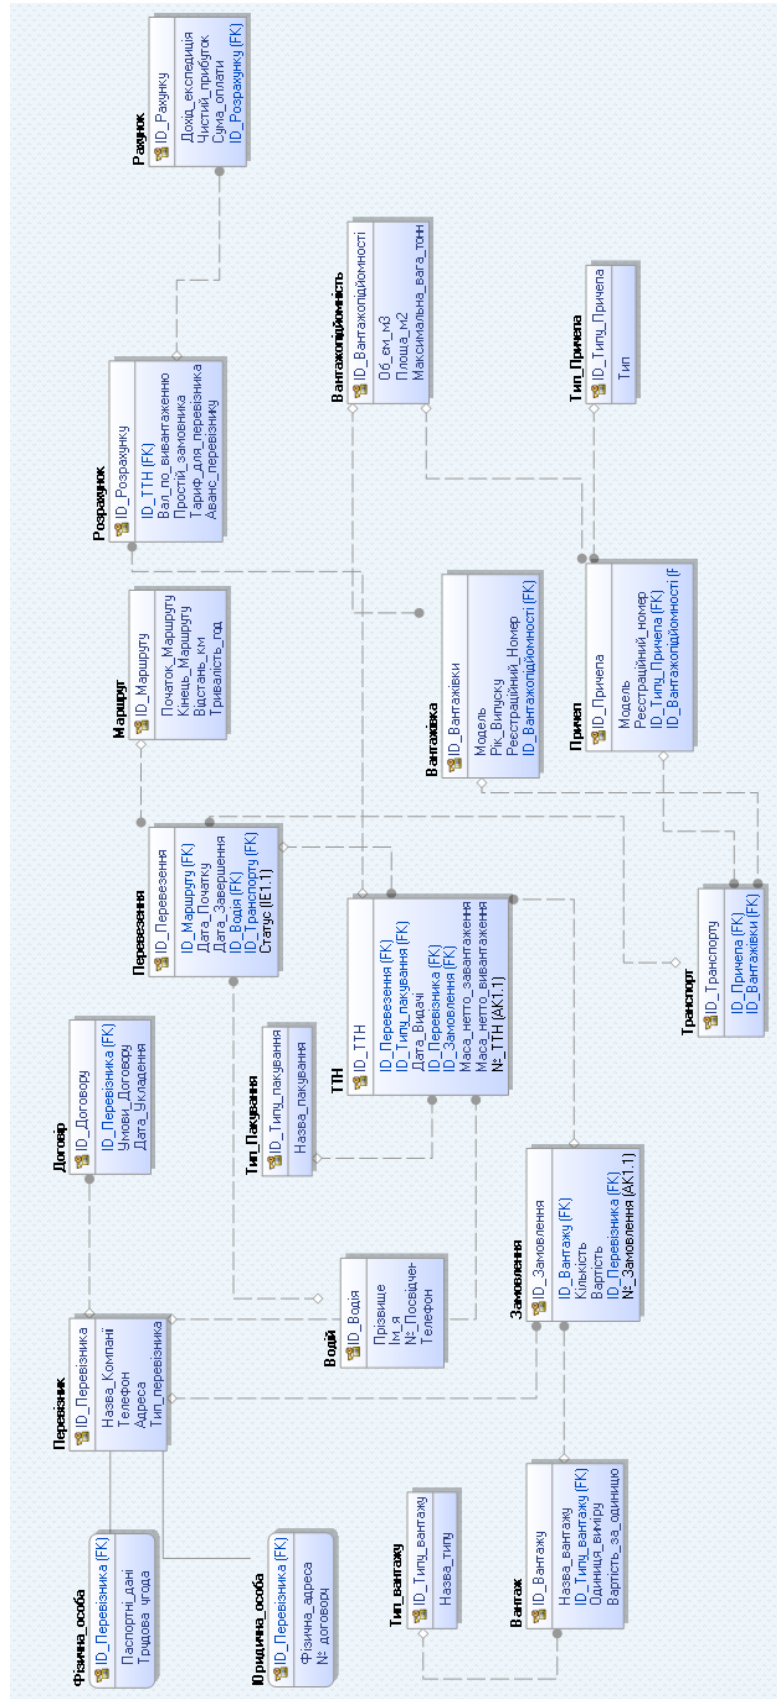 Фізична_особа
ID_Перевізника (FK)
Паспортні_дані
Трудова угода
Юридична_особа
ID_Перевізника (FK)
Фізична_адреса
№ договору
Тип_вантажу
ID_Типу_вантажу
Назва_типу
Вантаж
ID_Вантажу
Назва_вантажу
ID_Типу_вантажу (FK)
Одиниця_виміру
Вартість_за_одиницю
Перевізник
ID_Перевізника
Назва_Компанії
Телефон
Адреса
Тип_перевізника
Водій
ID_Водія
Прізвище
Ім_я
№_Посвідчен
Телефон
Замовлення
ID_Замовлення
ID_Вантажу (FK)
Кількість
Вартість
ID_Перевізника (FK)
№_Замовлення (AK1.1)
Договір
ID_Договору
ID_Перевізника (FK)
Умови_Договору
Дата_Укладення
Тип_Пакування
ID_Типу_пакування
Назва_пакування
ТТН
ID_ТТН
ID_Перевезення (FK)
ID_Типу_пакування (FK)
Дата_Видачі
ID_Перевізника (FK)
ID_Замовлення (FK)
Маса_нетто_завантаження
Маса_нетто_вивантаження
№_ТТН (AK1.1)
Перевезення
ID_Перевезення
ID_Маршруту (FK)
Дата_Початку
Дата_Завершення
ID_Водія (FK)
ID_Транспорту (FK)
Статус (IE1.1)
Транспорт
ID_Транспорту
ID_Причепа (FK)
ID_Вантажівки (FK)
Маршрут
ID_Маршруту
Початок_Маршруту
Кінець_Маршруту
Відстань_км
Тривалість_год
Вантажівка
ID_Вантажівки
Модель
Рік_Випуску
Реєстраційний_Номер
ID_Вантажопідйомності (FK)
Причеп
ID_Причепа
Модель
Реєстраційний_номер
ID_Типу_Причепа (FK)
ID_Вантажопідйомності (F
Розрахунок
ID_Розрахунку
ID_ТТН (FK)
Вал_по_вивантаженню
Простій_замовника
Тариф_для_перевізника
Аванс_перевізнику
Вантажопідйомність
ID_Вантажопідйомності
Об_єм_м3
Площа_м2
Максимальна_вага_тонн
Тип_Причепа
ID_Типу_Причепа
Тип
Рахунок
ID_Рахунку
Дохід_експедиція
Чистий_прибуток
Сума_оплати
ID_Розрахунку (FK)